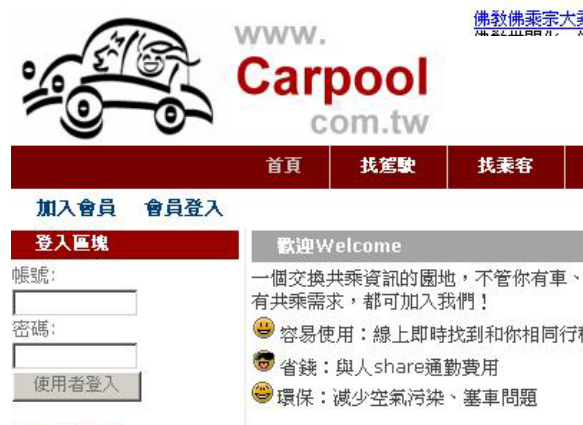 佛教佛乘宗大
www.
Carpool
com.tw
首頁 找駕駛 找乘客
加入會員 會員登入
登入區塊
歡迎Welcome
帳號:
密碼:
使用者登入
一個交換共乘資訊的園地,不管你有車、
有共乘需求,都可加入我們!
容易使用:線上即時找到和你相同行
省錢:與人share通勤費用
環保:減少空氣污染、塞車問題